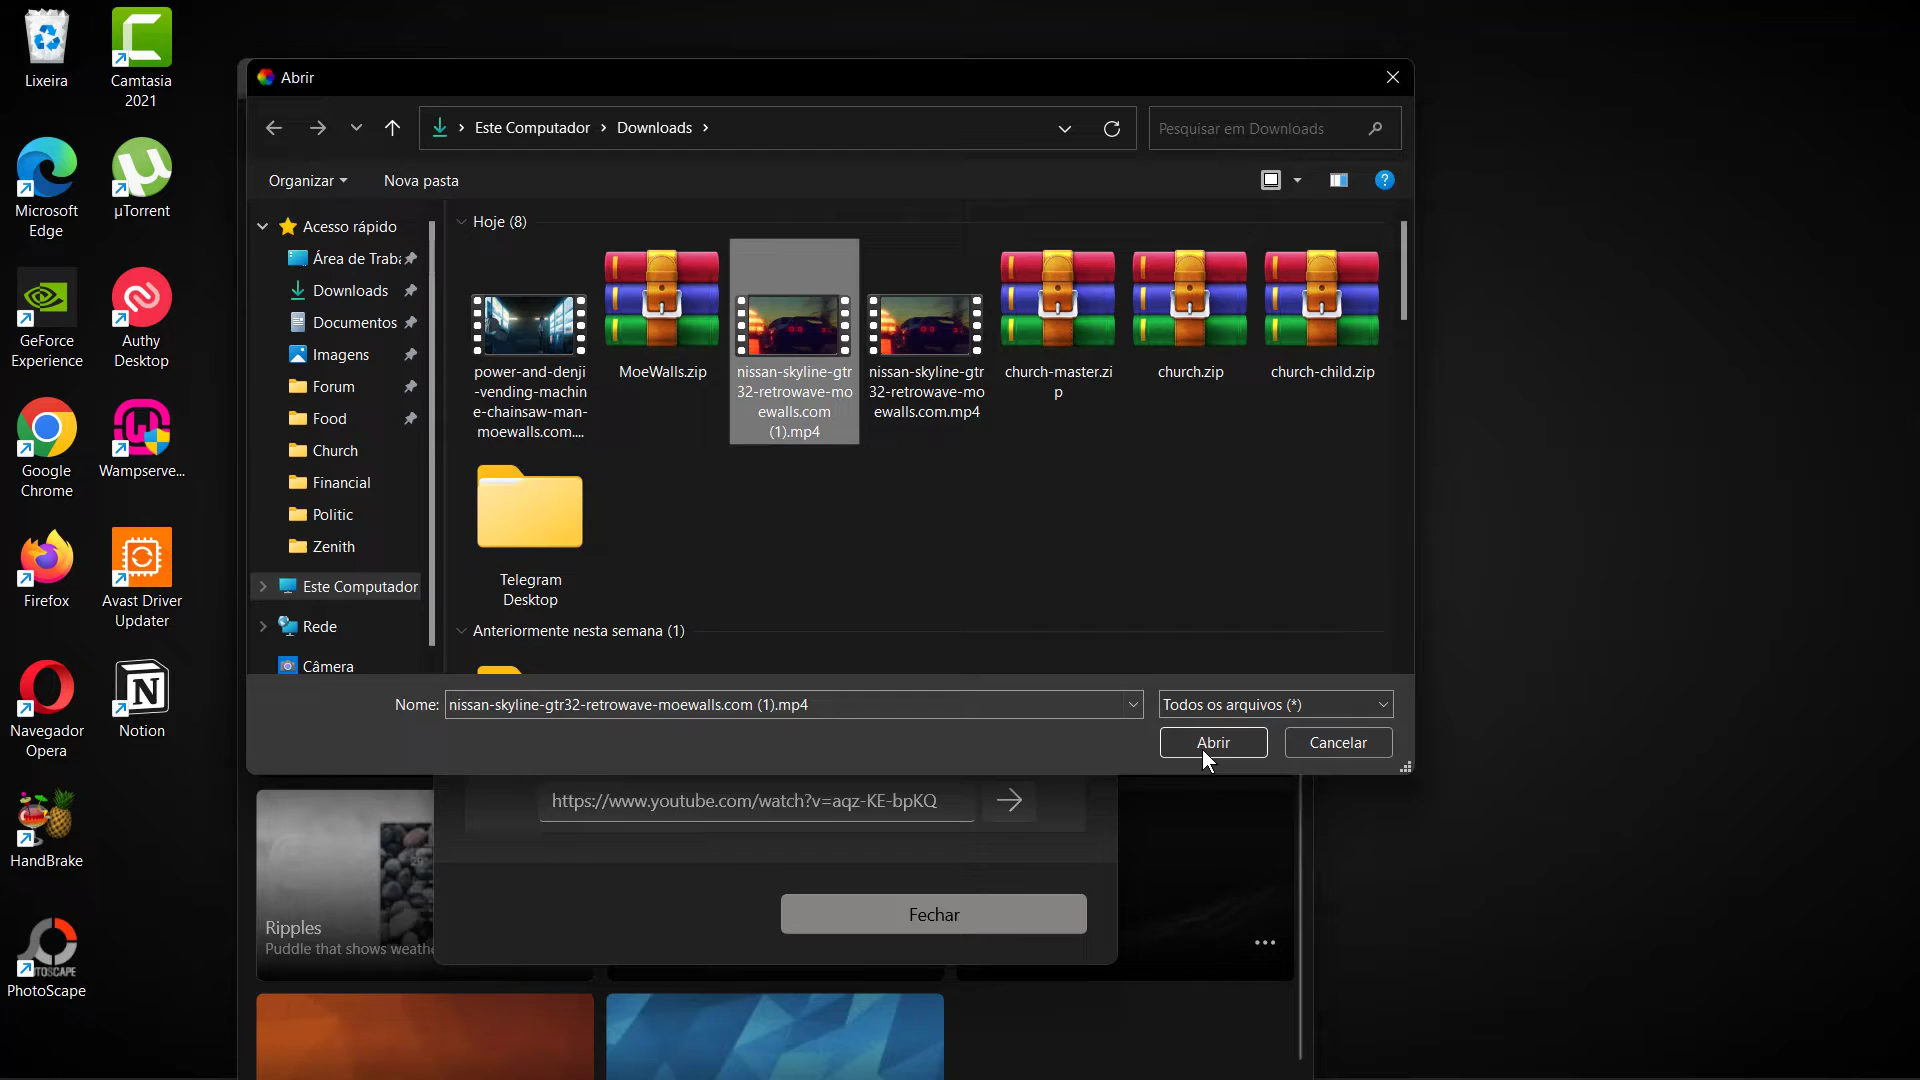 Lixeira
Camtasia
2021
Microsoft
Edge
µTorrent
GeForce
Experience
Authy
Desktop
Google
Chrome
Wampserve...
Firefox
Avast Driver
Updater
Navegador
Opera
Notion
HandBrake
PhotoScape
Abrir
Este Computador
Downloads
Pesquisar em Downloads
Organizar
Nova pasta
Acesso rápido
Área de Traba
Downloads
Documentos
Imagens
Forum
Food
Church
Financial
Politic
Zenith
Este Computador
Rede
Câmera
Hoje (8)
power-and-denji
-vending-machin
e-chainsaw-man-
moewalls.com....
MoeWalls.zip
nissan-skyline-gtr
32-retrowave-mo
ewalls.com
(1).mp4
nissan-skyline-gtr
32-retrowave-mo
ewalls.com.mp4
church-master.zi
p
church.zip
church-child.zip
Telegram
Desktop
Anteriormente nesta semana (1)
Nome: nissan-skyline-gtr32-retrowave-moewalls.com (1).mp4
Todos os arquivos (*)
Abrir
Cancelar
https://www.youtube.com/watch?v=aqz-KE-bpKQ
Fechar
Ripples
Puddle that shows weathe